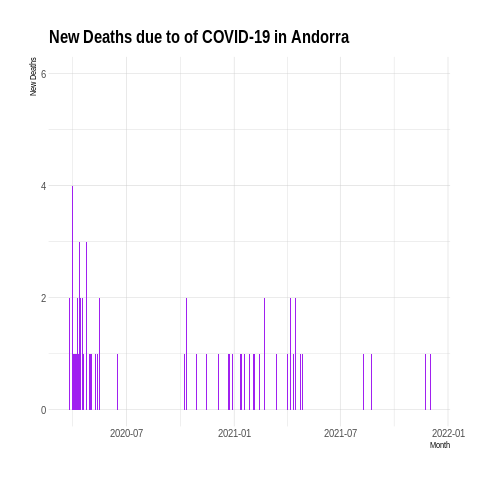 New Deaths due to of COVID-19 in Andorra
New Deaths
6
4
2
0
2020-07 2021-01 2021-07 2022-01
Month